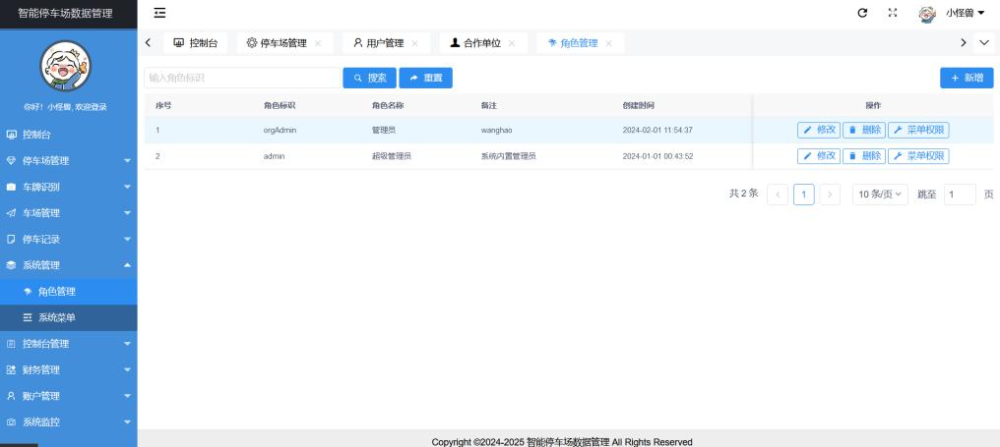 智能停车场数据管理
小怪兽
控制台 停车场管理 用户管理 合作单位 角色管理
你好！小怪兽,欢迎登录
控制台
停车场管理
车牌识别
车场管理
停车记录
系统管理
角色管理
系统菜单
控制台管理
财务管理
账户管理
系统监控
输入角色标识 搜索 重置 新增
序号 角色标识 角色名称 备注 创建时间 操作
1 orgAdmin 管理员 wanghao 2024-02-01 11:54:37 修改 删除 菜单权限
2 admin 超级管理员 系统内置管理员 2024-01-01 00:43:52 修改 删除 菜单权限
共 2 条 1 10 条/页 跳至 1 页
Copyright ©2024-2025 智能停车场数据管理 All Rights Reserved